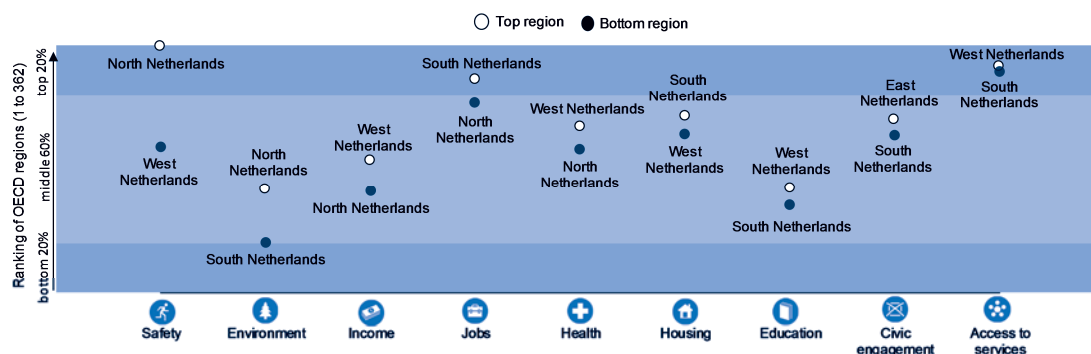 Top region
Bottom region
Ranking of OECD regions (1 to 362)
top 20%
middle 60%
bottom 20%
North Netherlands
West
Netherlands
North
Netherlands
South Netherlands
West
Netherlands
North Netherlands
South Netherlands
North
Netherlands
West Netherlands
North
Netherlands
South
Netherlands
West
Netherlands
West
Netherlands
South Netherlands
East
Netherlands
South
Netherlands
West Netherlands
South
Netherlands
Safety
Environment
Income
Jobs
Health
Housing
Education
Civic
engagement
Access to
services